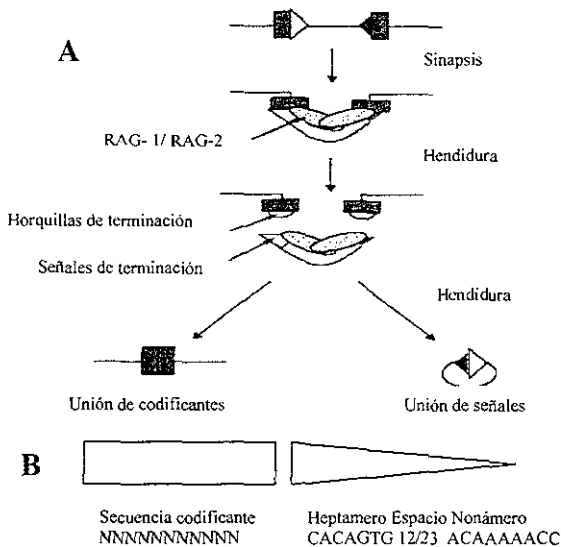 A
Sinapsis
RAG-1/ RAG-2
Hendidura
Horquillas de terminación
Señales de terminación
Hendidura
Unión de codificantes
Unión de señales
B
Secuencia codificante
NNNNNNNNNNN
Heptamero Espacio Nonámero
CACAGTG 12/23 ACAAAAACC